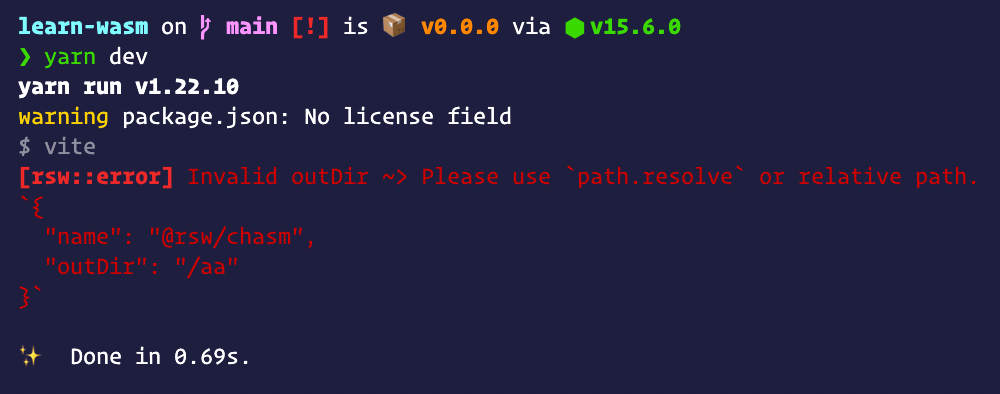 learn-wasm on main [!] is 📦 v0.0.0 via ⬢ v15.6.0
❯ yarn dev
yarn run v1.22.10
warning package.json: No license field
$ vite
[rsw::error] Invalid outDir ~> Please use `path.resolve` or relative path.
`{
  "name": "@rsw/chasm",
  "outDir": "/aa"
}`
✨  Done in 0.69s.